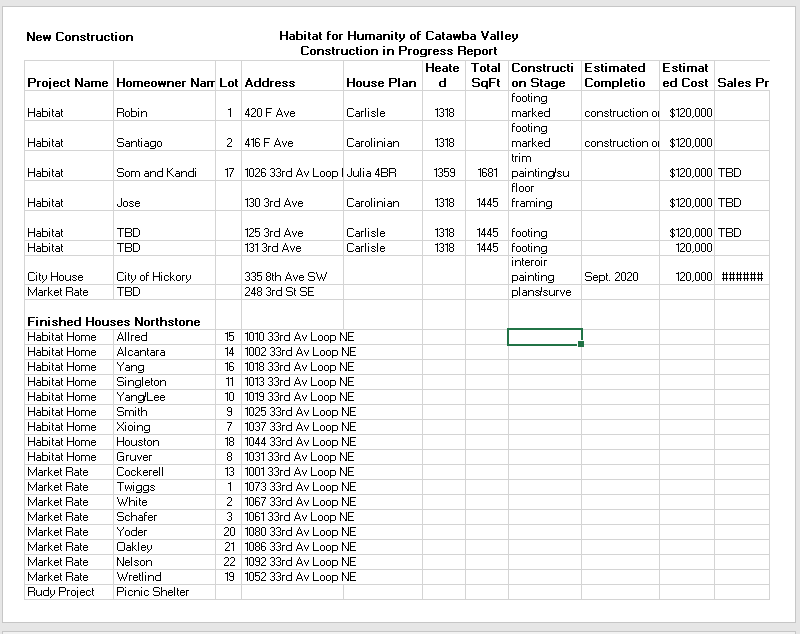 New Construction Habitat for Humanity of Catawba Valley
Construction in Progress Report
Project Name Homeowner Nam Lot Address House Plan Heate d Total SqFt Constructi on Stage Estimated Completio Estimat ed Cost Sales Pr
Habitat Robin 1 420 F Ave Carlisle 1318 footing marked construction on $120,000
Habitat Santiago 2 416 F Ave Carolinian 1318 footing marked construction on $120,000
Habitat Som and Kandi 17 1026 33rd Av Loop Julia 4BR 1359 1681 trim painting/su $120,000 TBD
Habitat Jose 130 3rd Ave Carolinian 1318 1445 floor framing $120,000 TBD
Habitat TBD 125 3rd Ave Carlisle 1318 1445 footing $120,000 TBD
Habitat TBD 131 3rd Ave Carlisle 1318 1445 footing 120,000
City House City of Hickory 335 8th Ave SW interoir painting Sept. 2020 120,000 ######
Market Rate TBD 248 3rd St SE plans/surve
Finished Houses Northstone
Habitat Home Allred 15 1010 33rd Av Loop NE
Habitat Home Alcantara 14 1002 33rd Av Loop NE
Habitat Home Yang 16 1018 33rd Av Loop NE
Habitat Home Singleton 11 1013 33rd Av Loop NE
Habitat Home Yang/Lee 10 1019 33rd Av Loop NE
Habitat Home Smith 9 1025 33rd Av Loop NE
Habitat Home Xioing 7 1037 33rd Av Loop NE
Habitat Home Houston 18 1044 33rd Av Loop NE
Habitat Home Gruver 8 1031 33rd Av Loop NE
Market Rate Cockerell 13 1001 33rd Av Loop NE
Market Rate Twiggs 1 1073 33rd Av Loop NE
Market Rate White 2 1067 33rd Av Loop NE
Market Rate Schafer 3 1061 33rd Av Loop NE
Market Rate Yoder 20 1080 33rd Av Loop NE
Market Rate Oakley 21 1086 33rd Av Loop NE
Market Rate Nelson 22 1092 33rd Av Loop NE
Market Rate Wretlind 19 1052 33rd Av Loop NE
Rudy Project Picnic Shelter